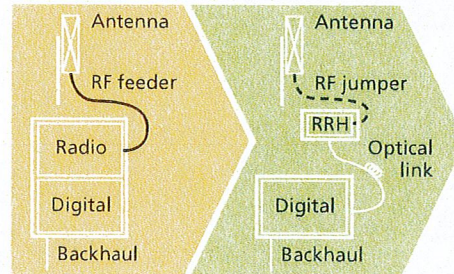 Antenna
RF feeder
Radio
Digital
Backhaul
Antenna
RF jumper
RRH
Optical
link
Digital
Backhaul